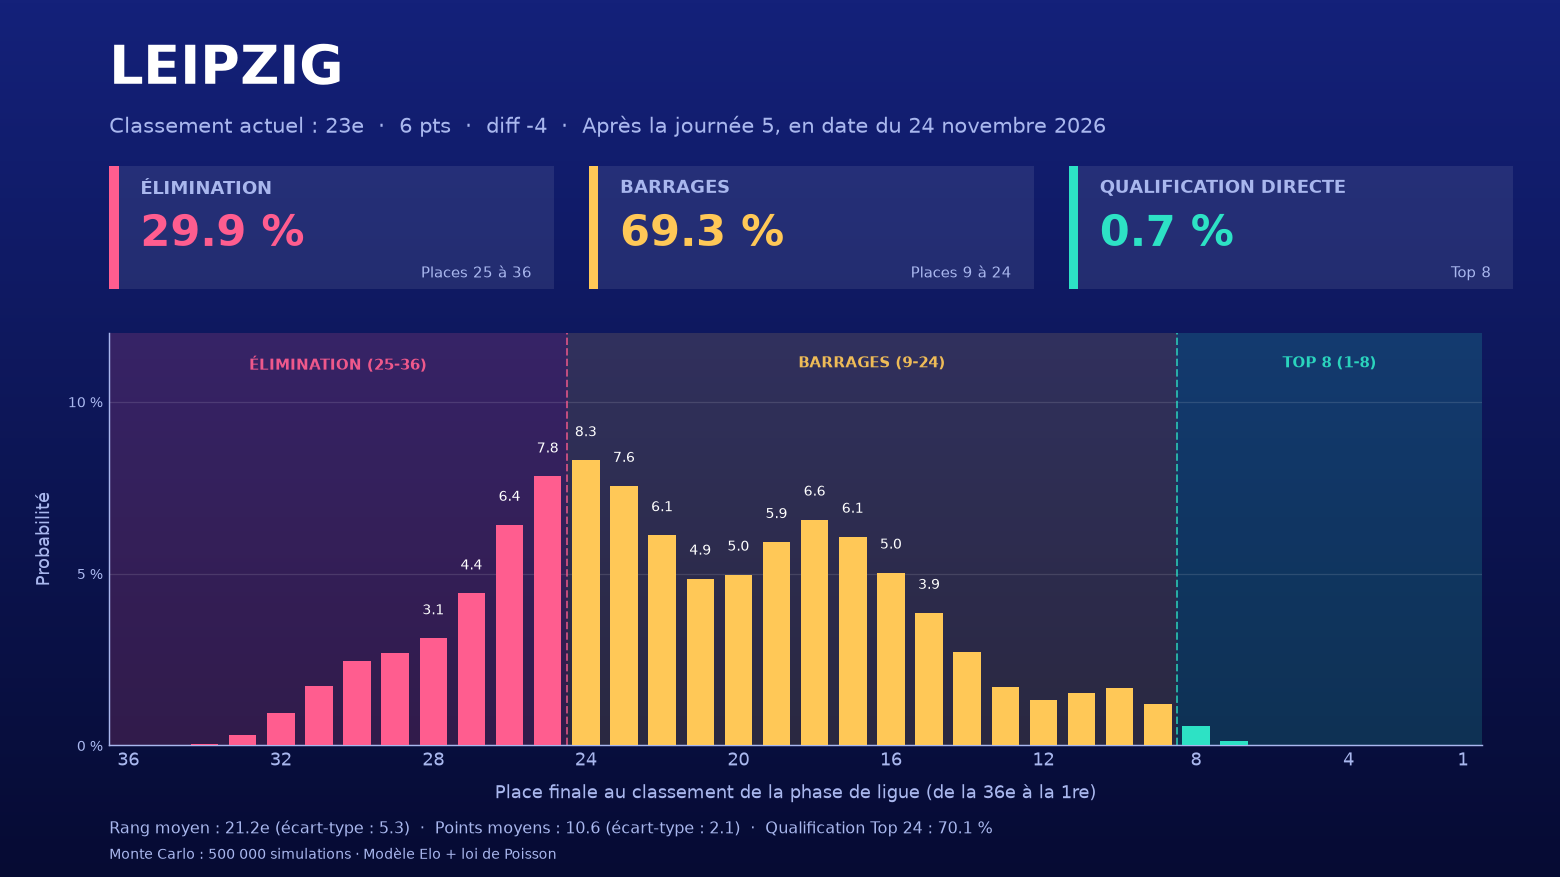 LEIPZIG
Classement actuel : 23e · 6 pts · diff -4 · Après la journée 5, en date du 24 novembre 2026
ÉLIMINATION
29.9 %
Places 25 à 36
BARRAGES
69.3 %
Places 9 à 24
QUALIFICATION DIRECTE
0.7 %
Top 8
ÉLIMINATION (25-36)
BARRAGES (9-24)
TOP 8 (1-8)
Probabilité
10 %
5 %
0 %
3.1
4.4
6.4
7.8
8.3
7.6
6.1
4.9
5.0
5.9
6.6
6.1
5.0
3.9
36 32 28 24 20 16 12 8 4 1
Place finale au classement de la phase de ligue (de la 36e à la 1re)
Rang moyen : 21.2e (écart-type : 5.3) · Points moyens : 10.6 (écart-type : 2.1) · Qualification Top 24 : 70.1 %
Monte Carlo : 500 000 simulations · Modèle Elo + loi de Poisson